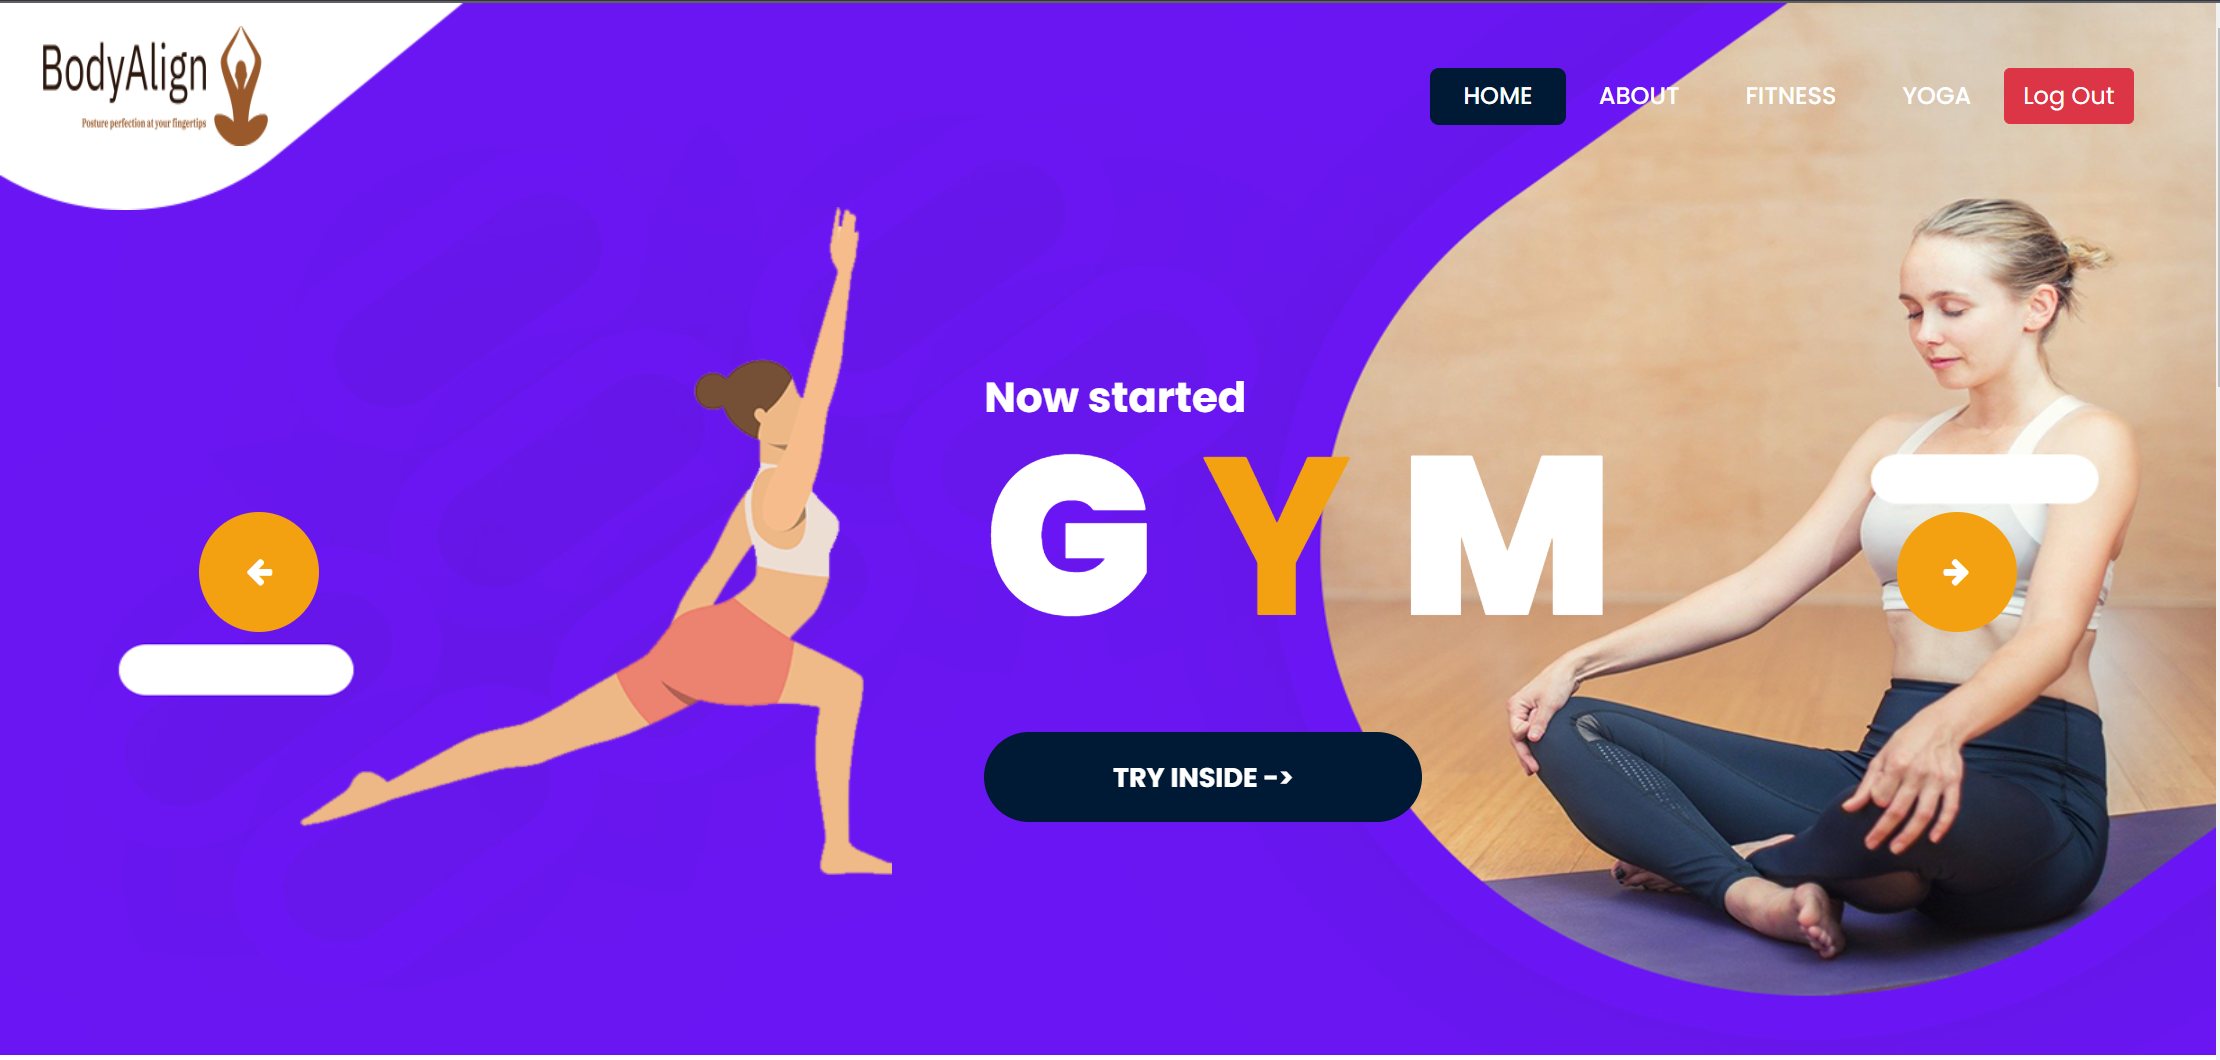 BodyAlign
Posture perfection at your fingertips
HOME ABOUT FITNESS YOGA Log Out
Now started
GYM
TRY INSIDE ->